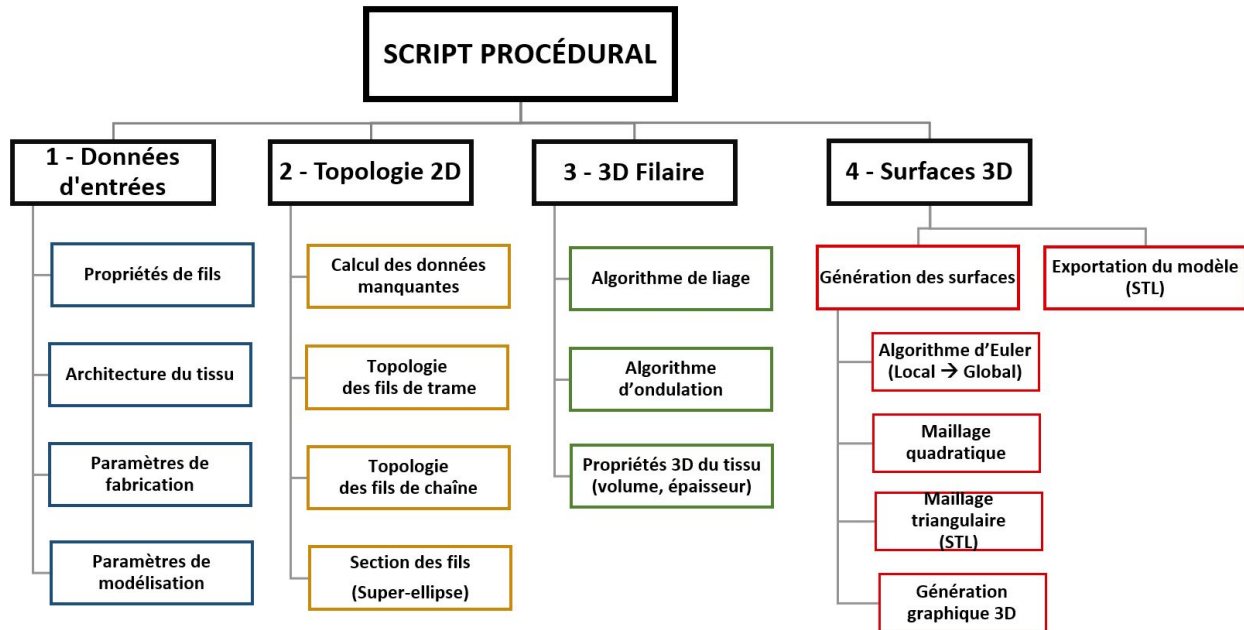 SCRIPT PROCÉDURAL
1 - Données
d'entrées
Propriétés de fils
Architecture du tissu
Paramètres de
fabrication
Paramètres de
modélisation
2 - Topologie 2D
Calcul des données
manquantes
Topologie
des fils de trame
Topologie
des fils de chaîne
Section des fils
(Super-ellipse)
3 - 3D Filaire
Algorithme de liage
Algorithme
d’ondulation
Propriétés 3D du tissu
(volume, épaisseur)
4 - Surfaces 3D
Génération des surfaces
Algorithme d’Euler
(Local → Global)
Maillage
quadratique
Maillage
triangulaire
(STL)
Génération
graphique 3D
Exportation du modèle
(STL)